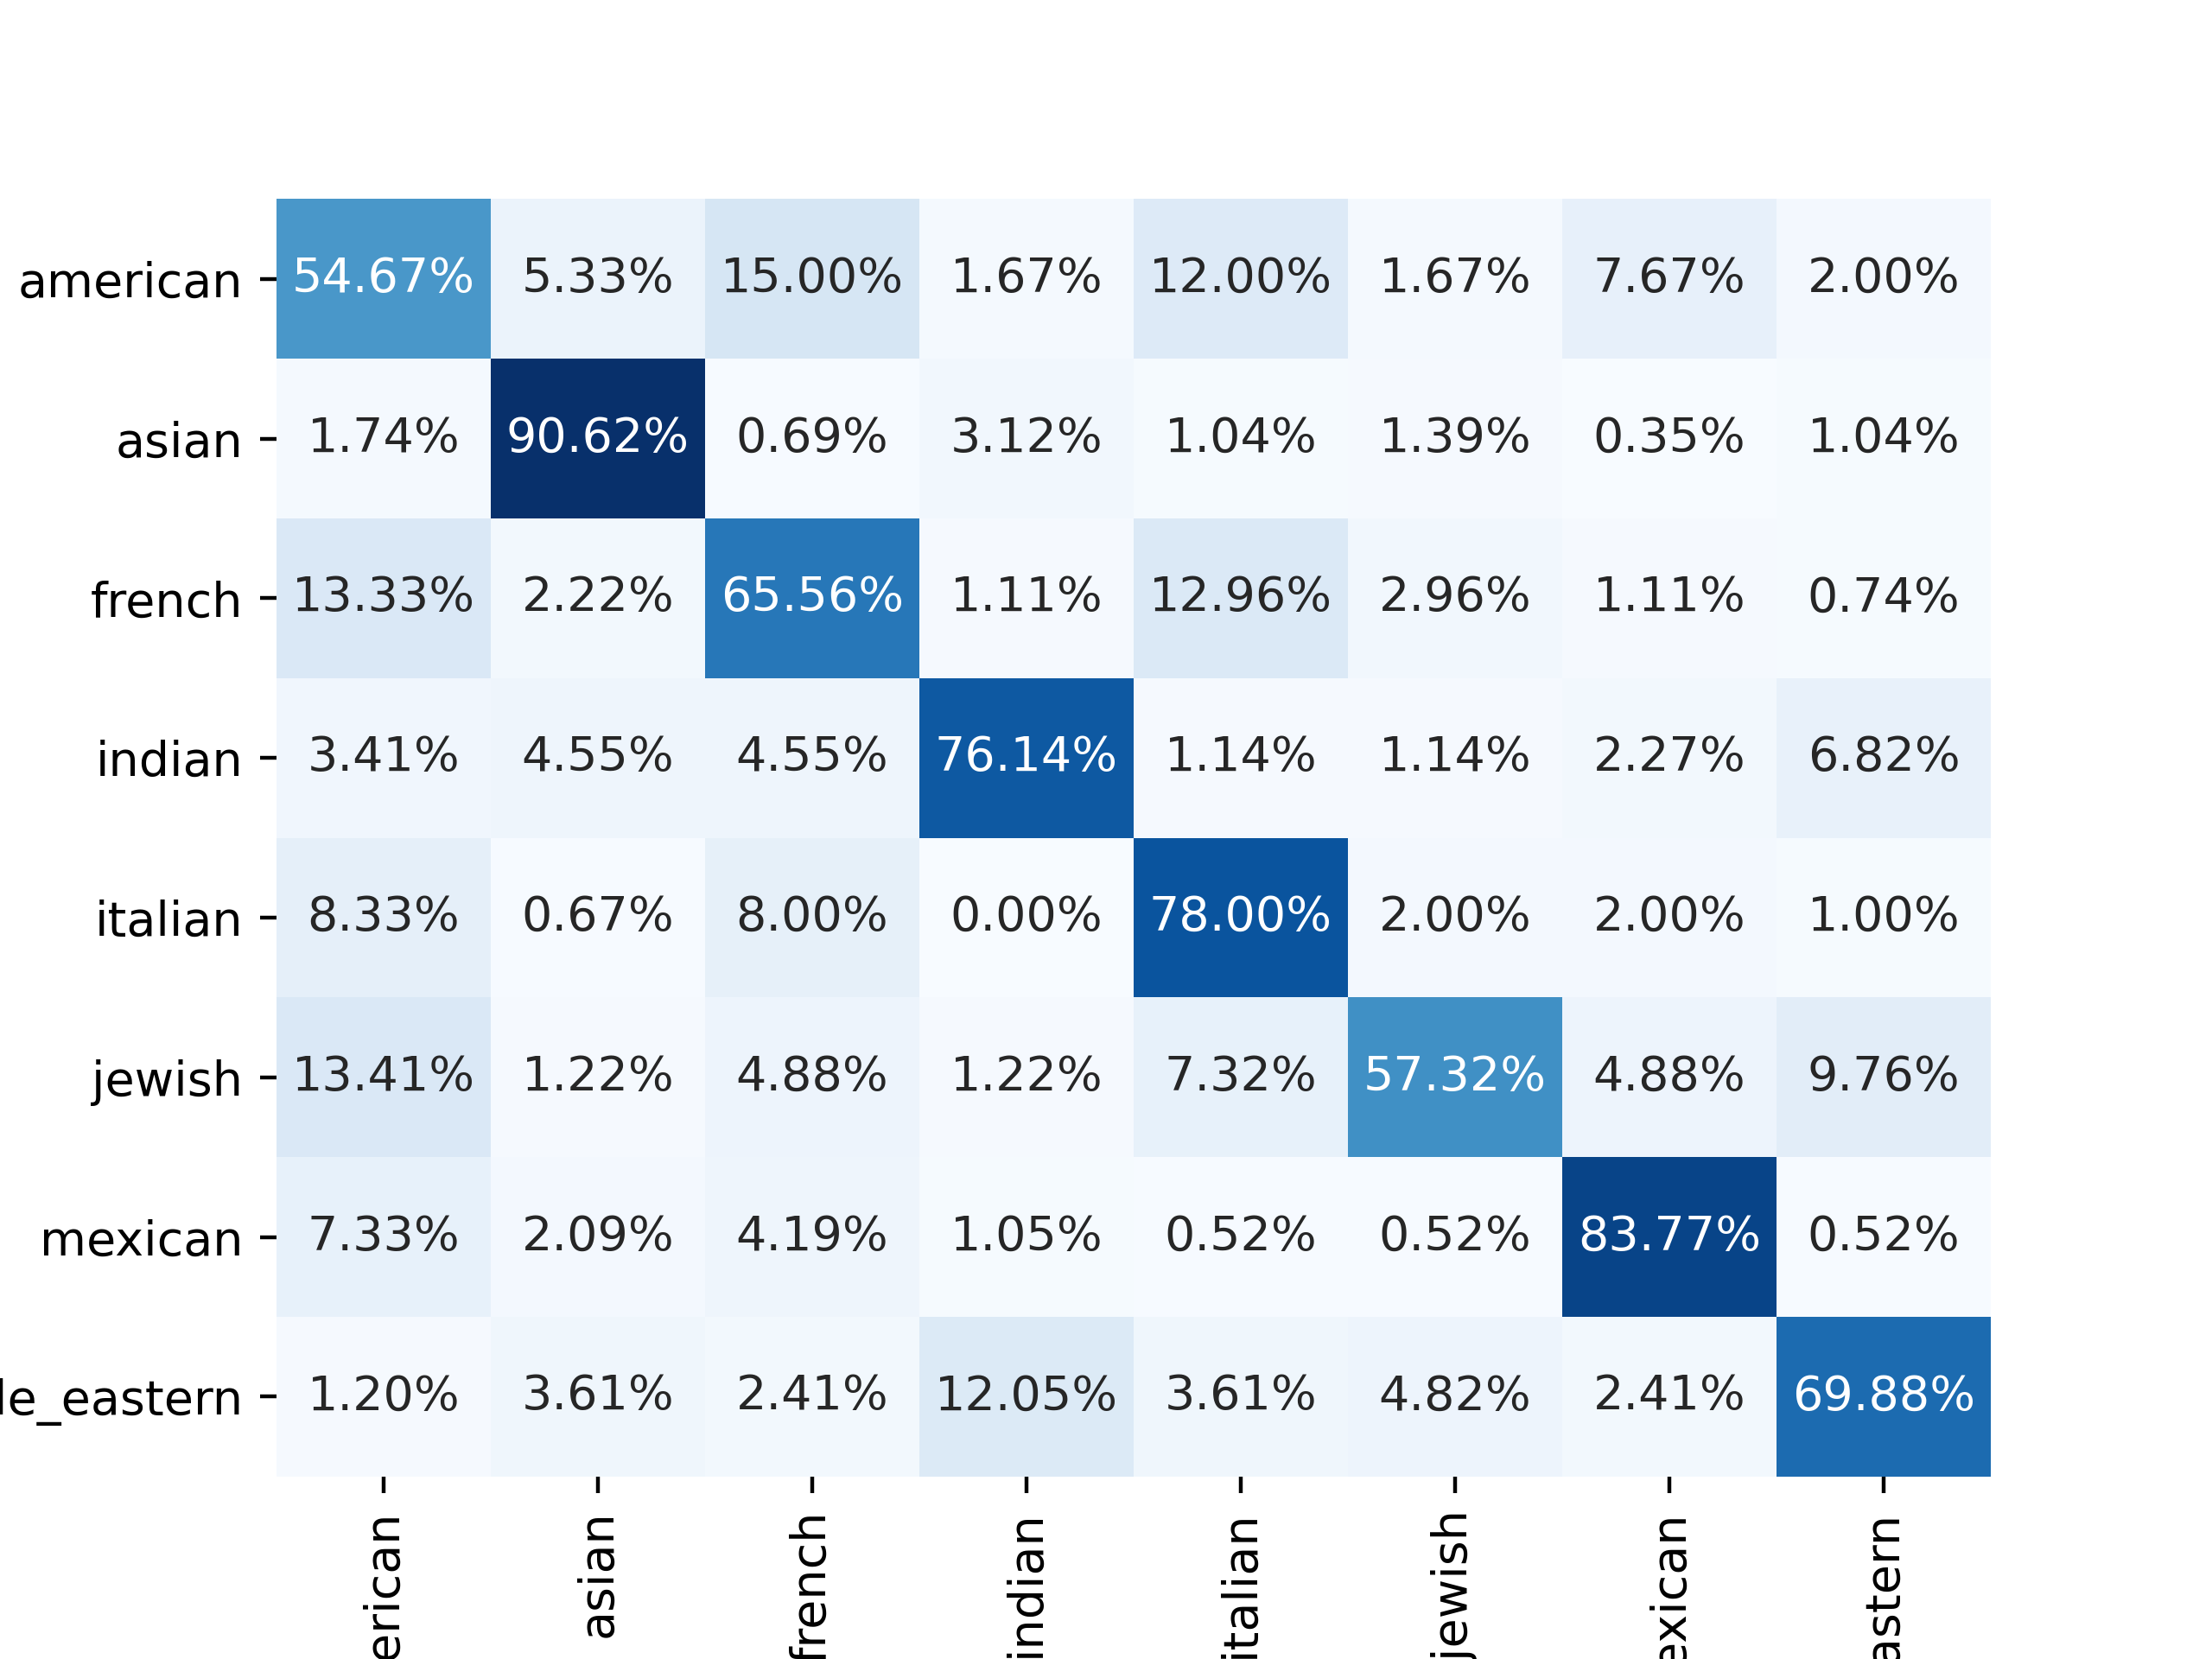 american 54.67% 5.33% 15.00% 1.67% 12.00% 1.67% 7.67% 2.00%
asian 1.74% 90.62% 0.69% 3.12% 1.04% 1.39% 0.35% 1.04%
french 13.33% 2.22% 65.56% 1.11% 12.96% 2.96% 1.11% 0.74%
indian 3.41% 4.55% 4.55% 76.14% 1.14% 1.14% 2.27% 6.82%
italian 8.33% 0.67% 8.00% 0.00% 78.00% 2.00% 2.00% 1.00%
jewish 13.41% 1.22% 4.88% 1.22% 7.32% 57.32% 4.88% 9.76%
mexican 7.33% 2.09% 4.19% 1.05% 0.52% 0.52% 83.77% 0.52%
le_eastern 1.20% 3.61% 2.41% 12.05% 3.61% 4.82% 2.41% 69.88%
erican asian french indian italian jewish exican astern